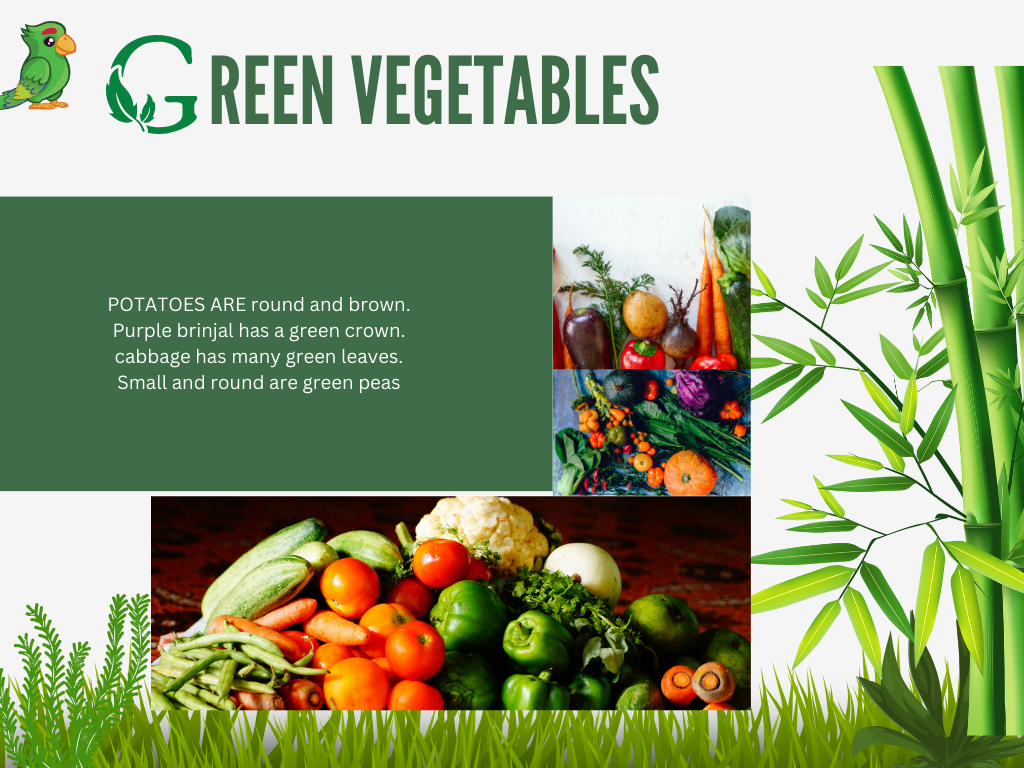 GREEN VEGETABLES
POTATOES ARE round and brown.
Purple brinjal has a green crown.
cabbage has many green leaves.
Small and round are green peas